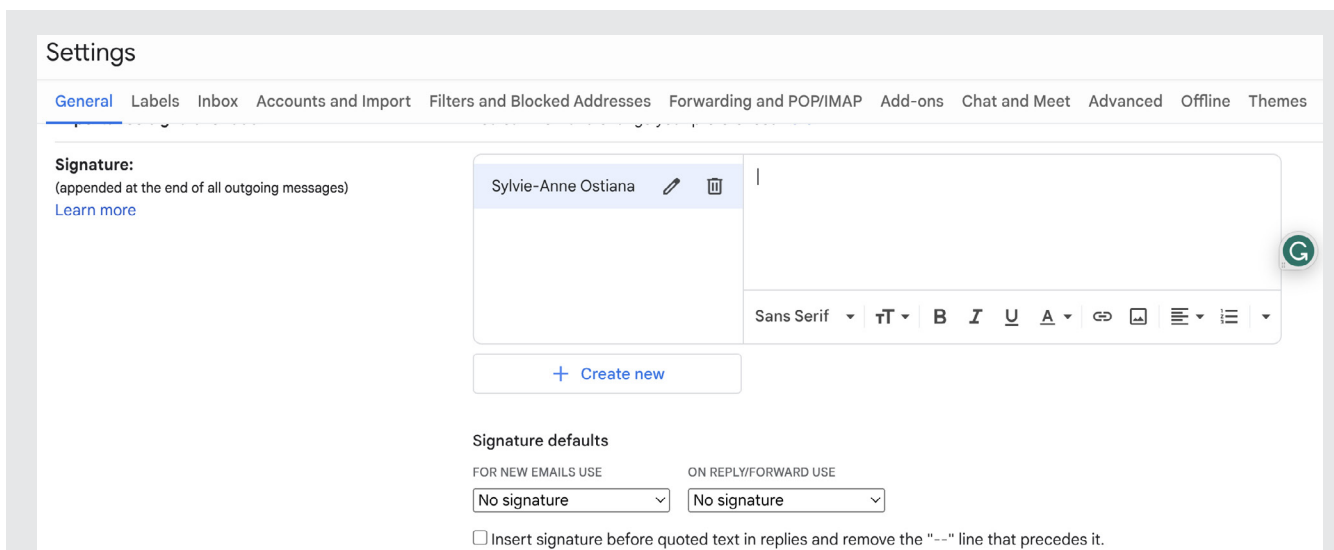 Settings
General Labels Inbox Accounts and Import Filters and Blocked Addresses Forwarding and POP/IMAP Add-ons Chat and Meet Advanced Offline Themes
Signature:
(appended at the end of all outgoing messages)
Learn more
Sylvie-Anne Ostiana
Sans Serif
+ Create new
Signature defaults
FOR NEW EMAILS USE ON REPLY/FORWARD USE
No signature No signature
Insert signature before quoted text in replies and remove the "--" line that precedes it.